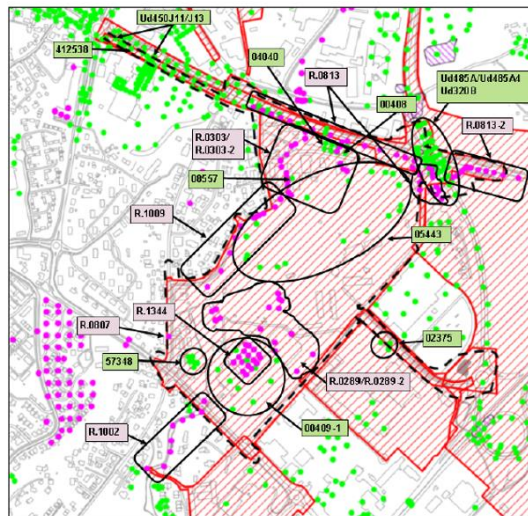 Ud450J11/J13
412538
04040
R.0813
00408
Ud485A/Ud485A4
Ud320B
R.0813-2
R.0303/
R.0303-2
00557
R.1009
05443
R.1344
R.0807
02375
57348
R.0289/R.0289-2
R.1002
00409-1